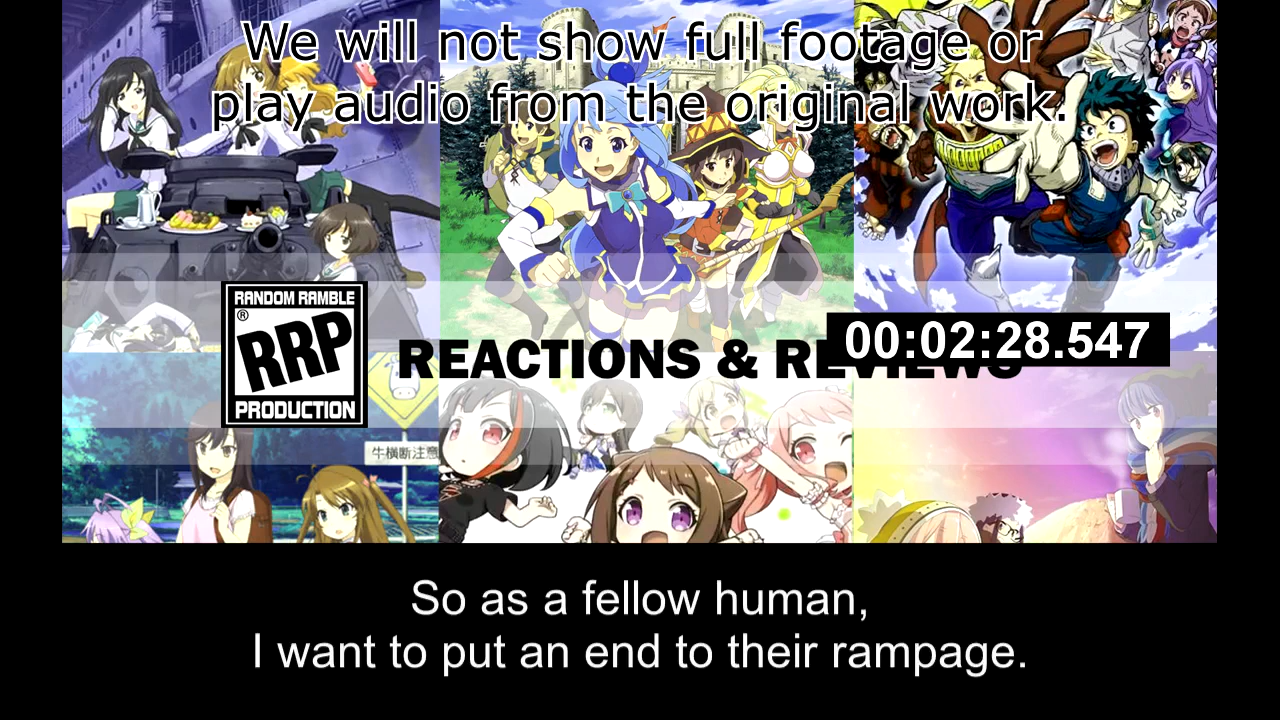 We will not show full footage or
play audio from the original work.
RANDOM RAMBLE
®
RRP
PRODUCTION
REACTIONS & REVIEWS
00:02:28.547
牛横断注意
So as a fellow human,
I want to put an end to their rampage.